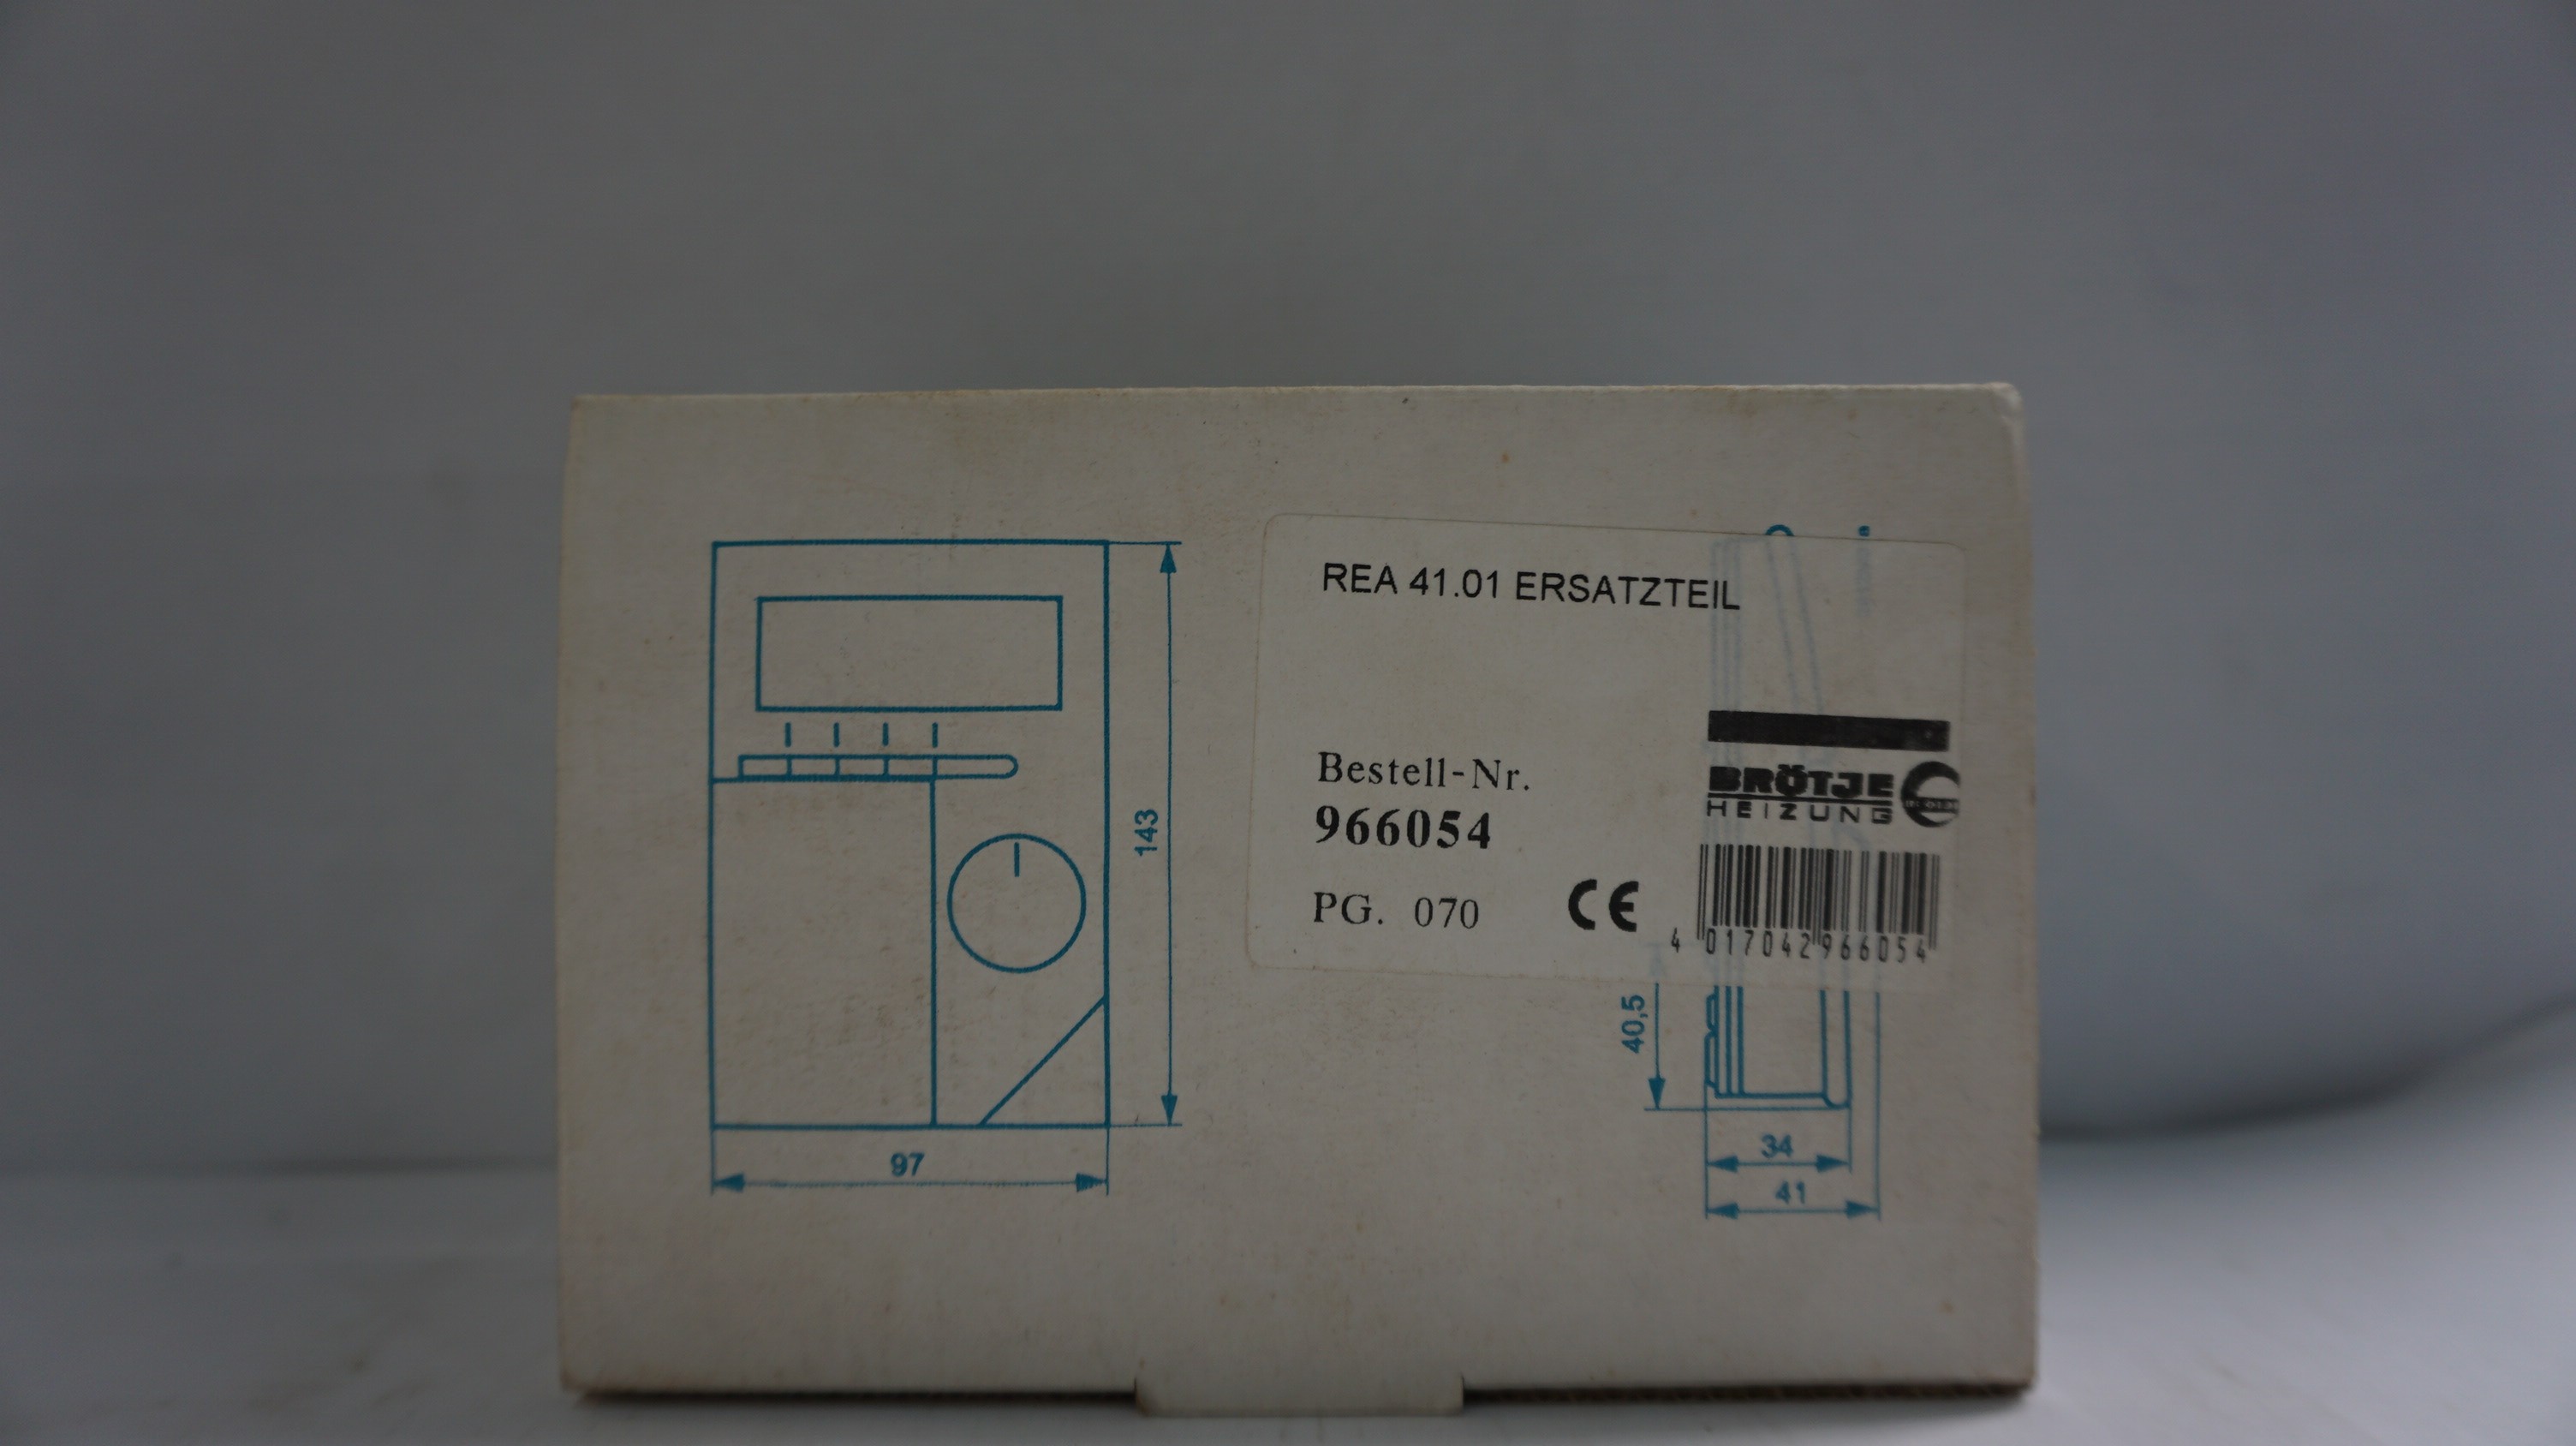 REA 41.01 ERSATZTEIL
Bestell-Nr.
966054
PG. 070
CE
BRÖTJE
HEIZUNG
4 017042 966054
143
97
40,5
34
41